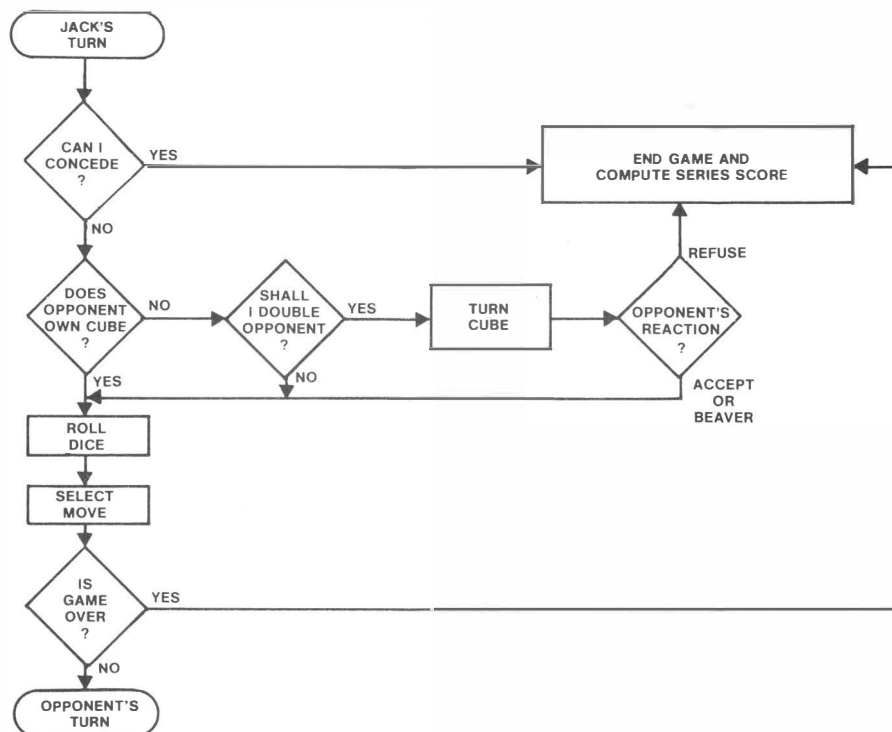 JACK'S
TURN
CAN I
CONCEDE
?
YES
END GAME AND
COMPUTE SERIES SCORE
NO
REFUSE
DOES
OPPONENT
OWN CUBE
?
NO
SHALL
I DOUBLE
OPPONENT
?
YES
TURN
CUBE
OPPONENT'S
REACTION
?
YES
NO
ACCEPT
OR
BEAVER
ROLL
DICE
SELECT
MOVE
IS
GAME
OVER
?
YES
NO
OPPONENT'S
TURN